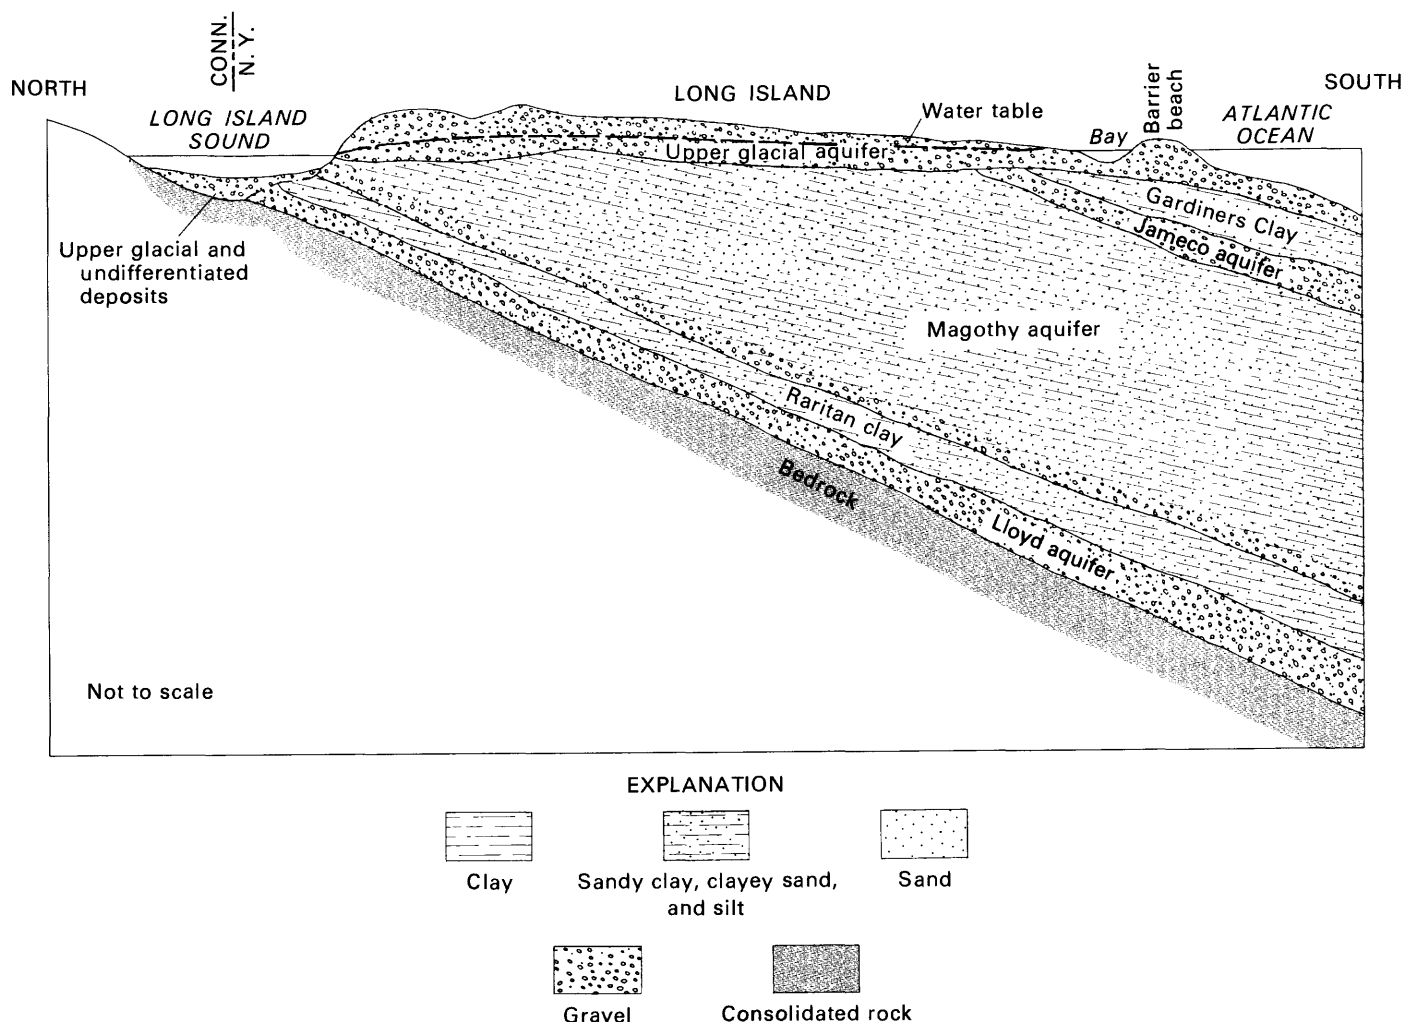 CONN.
N. Y.
NORTH
SOUTH
LONG ISLAND
SOUND
LONG ISLAND
Water table
Bay
Barrier
beach
ATLANTIC
OCEAN
Upper glacial aquifer
Gardiners Clay
Jameco aquifer
Upper glacial and
undifferentiated
deposits
Magothy aquifer
Raritan clay
Bedrock
Lloyd aquifer
Not to scale
EXPLANATION
Clay
Sandy clay, clayey sand,
and silt
Sand
Gravel
Consolidated rock